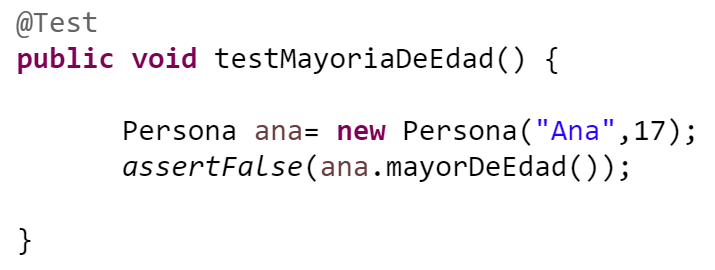 @Test
public void testMayoriaDeEdad() {
Persona ana= new Persona("Ana",17);
assertFalse(ana.mayorDeEdad());
}